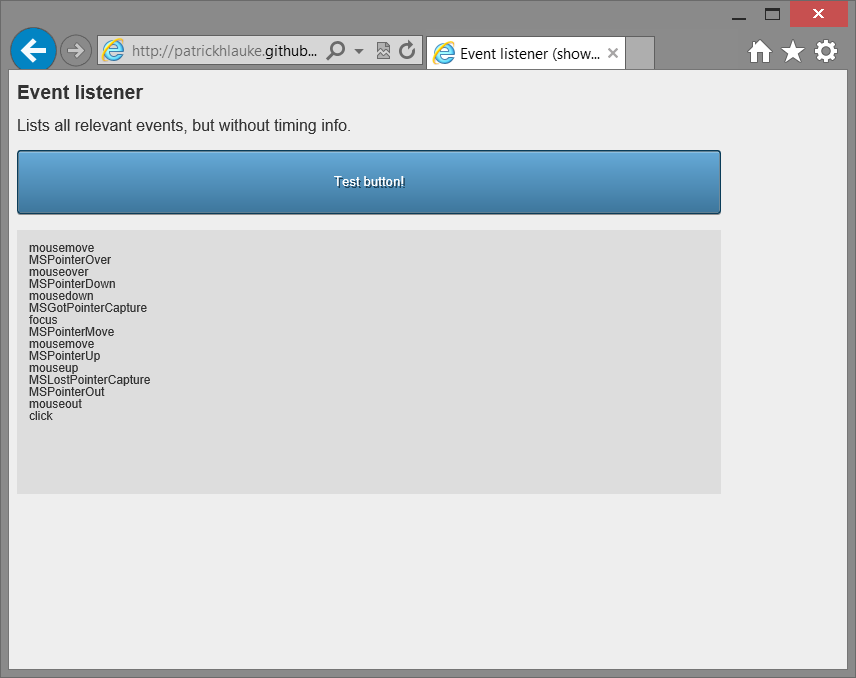 http://patrickhlauke.github...
Event listener (show...
Event listener
Lists all relevant events, but without timing info.
Test button!
mousemove
MSPointerOver
mouseover
MSPointerDown
mousedown
MSGotPointerCapture
focus
MSPointerMove
mousemove
MSPointerUp
mouseup
MSLostPointerCapture
MSPointerOut
mouseout
click